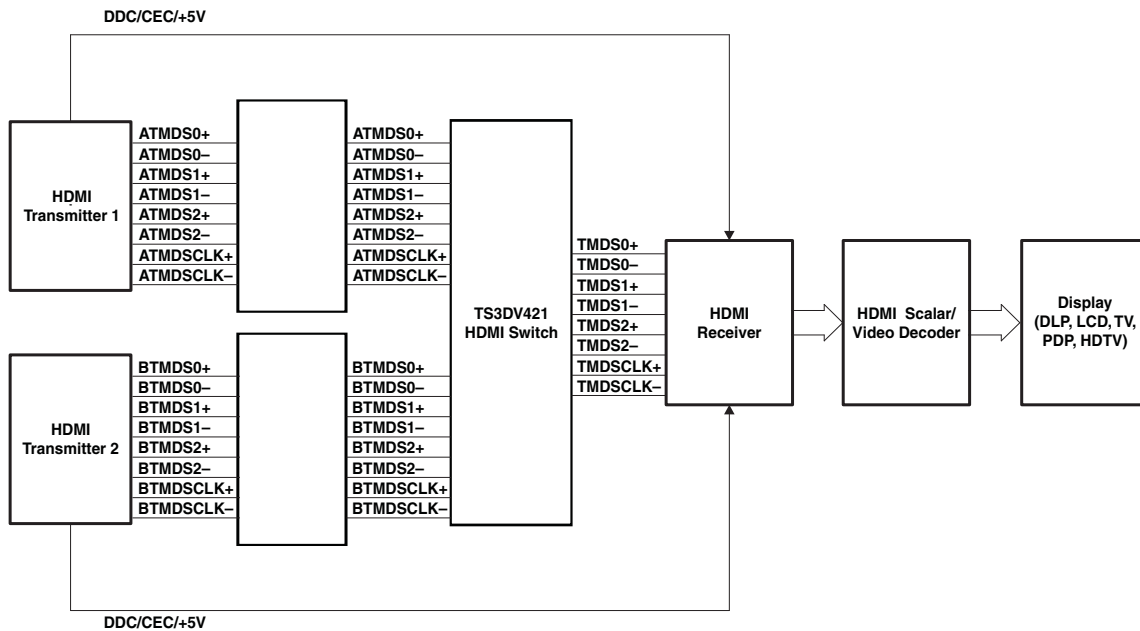 DDC/CEC/+5V
HDMI
Transmitter 1
ATMDS0+
ATMDS0–
ATMDS1+
ATMDS1–
ATMDS2+
ATMDS2–
ATMDSCLK+
ATMDSCLK–
ATMDS0+
ATMDS0–
ATMDS1+
ATMDS1–
ATMDS2+
ATMDS2–
ATMDSCLK+
ATMDSCLK–
HDMI
Transmitter 2
BTMDS0+
BTMDS0–
BTMDS1+
BTMDS1–
BTMDS2+
BTMDS2–
BTMDSCLK+
BTMDSCLK–
BTMDS0+
BTMDS0–
BTMDS1+
BTMDS1–
BTMDS2+
BTMDS2–
BTMDSCLK+
BTMDSCLK–
TS3DV421
HDMI Switch
TMDS0+
TMDS0–
TMDS1+
TMDS1–
TMDS2+
TMDS2–
TMDSCLK+
TMDSCLK–
HDMI
Receiver
HDMI Scalar/
Video Decoder
Display
(DLP, LCD, TV,
PDP, HDTV)
DDC/CEC/+5V